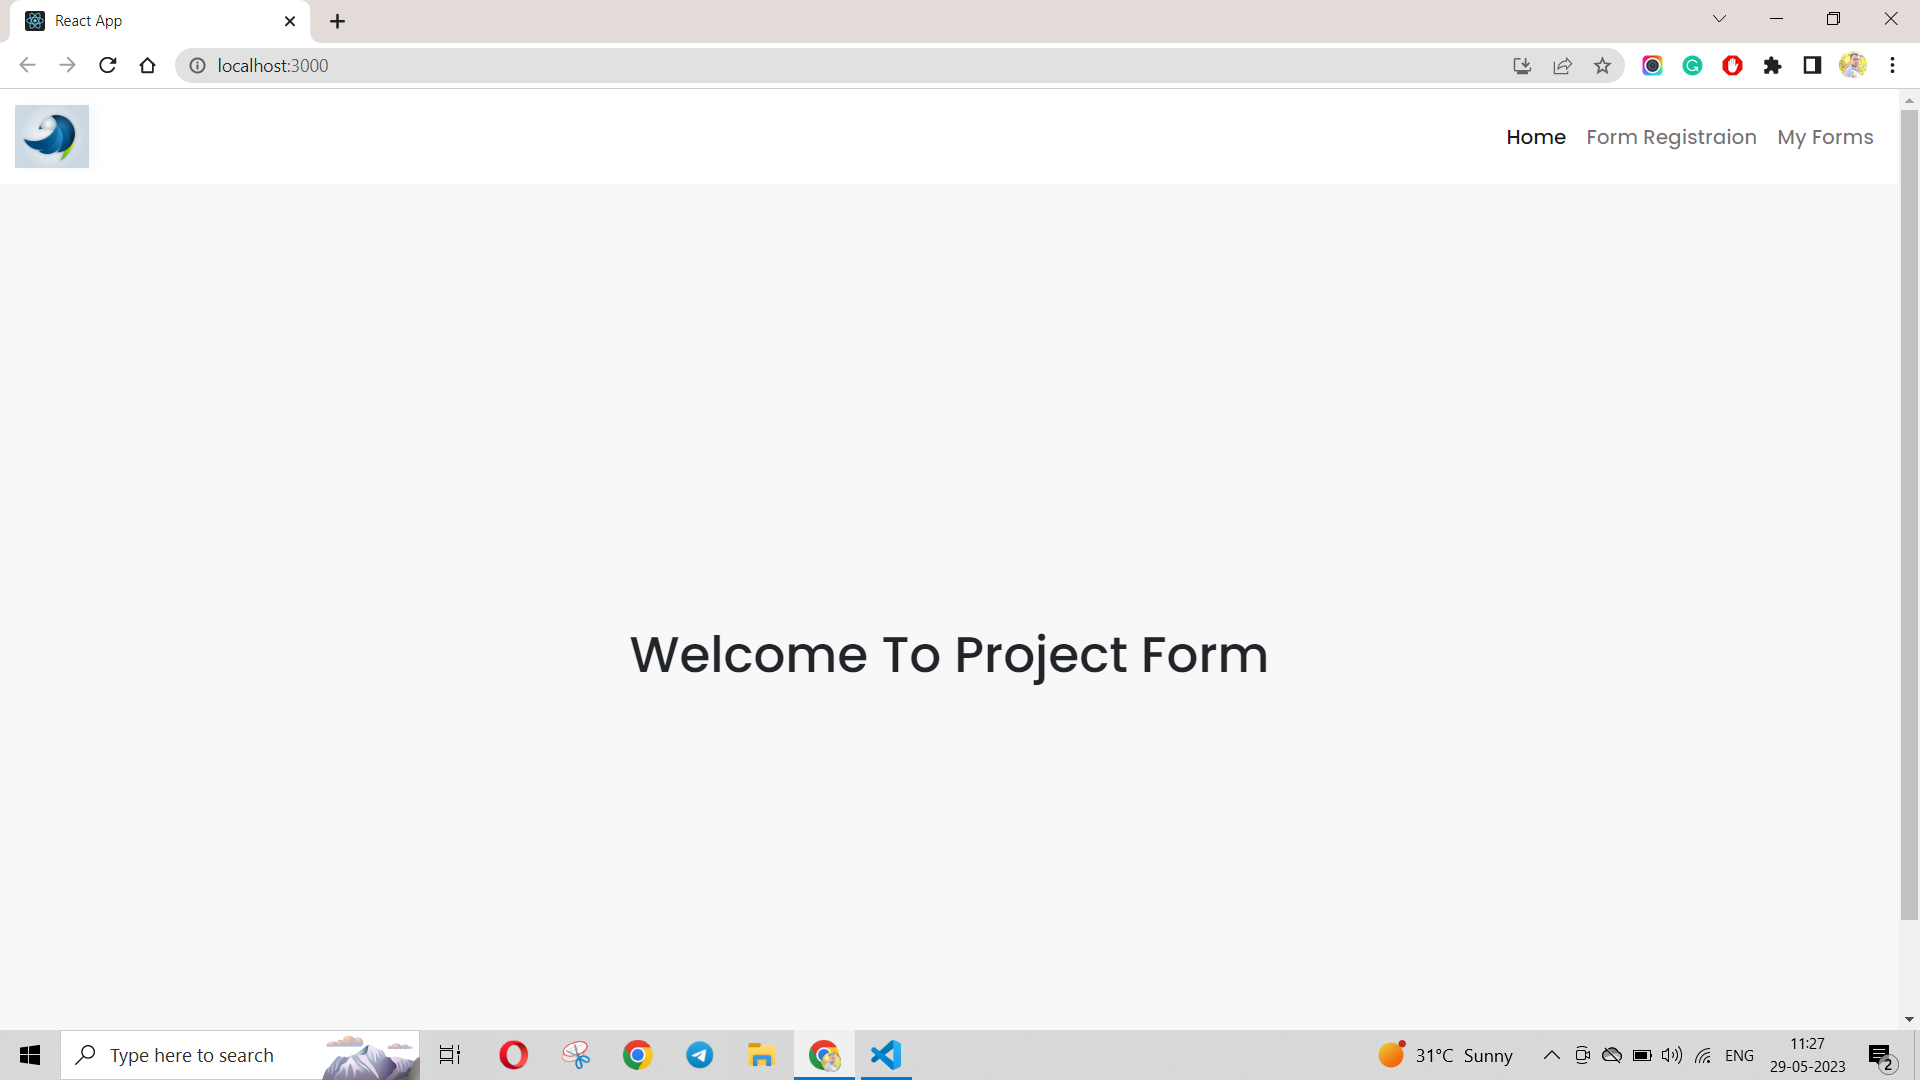 React App
localhost:3000
Home Form Registraion My Forms
Welcome To Project Form
Type here to search
31°C Sunny
ENG
11:27
29-05-2023
2